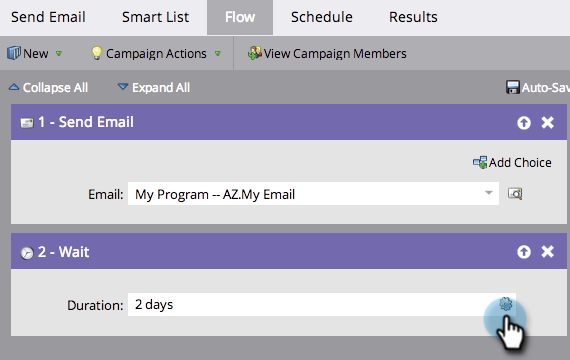 Send Email Smart List Flow Schedule Results
New Campaign Actions View Campaign Members
Collapse All Expand All Auto-Sav
1 - Send Email
Add Choice
Email: My Program -- AZ.My Email
2 - Wait
Duration: 2 days